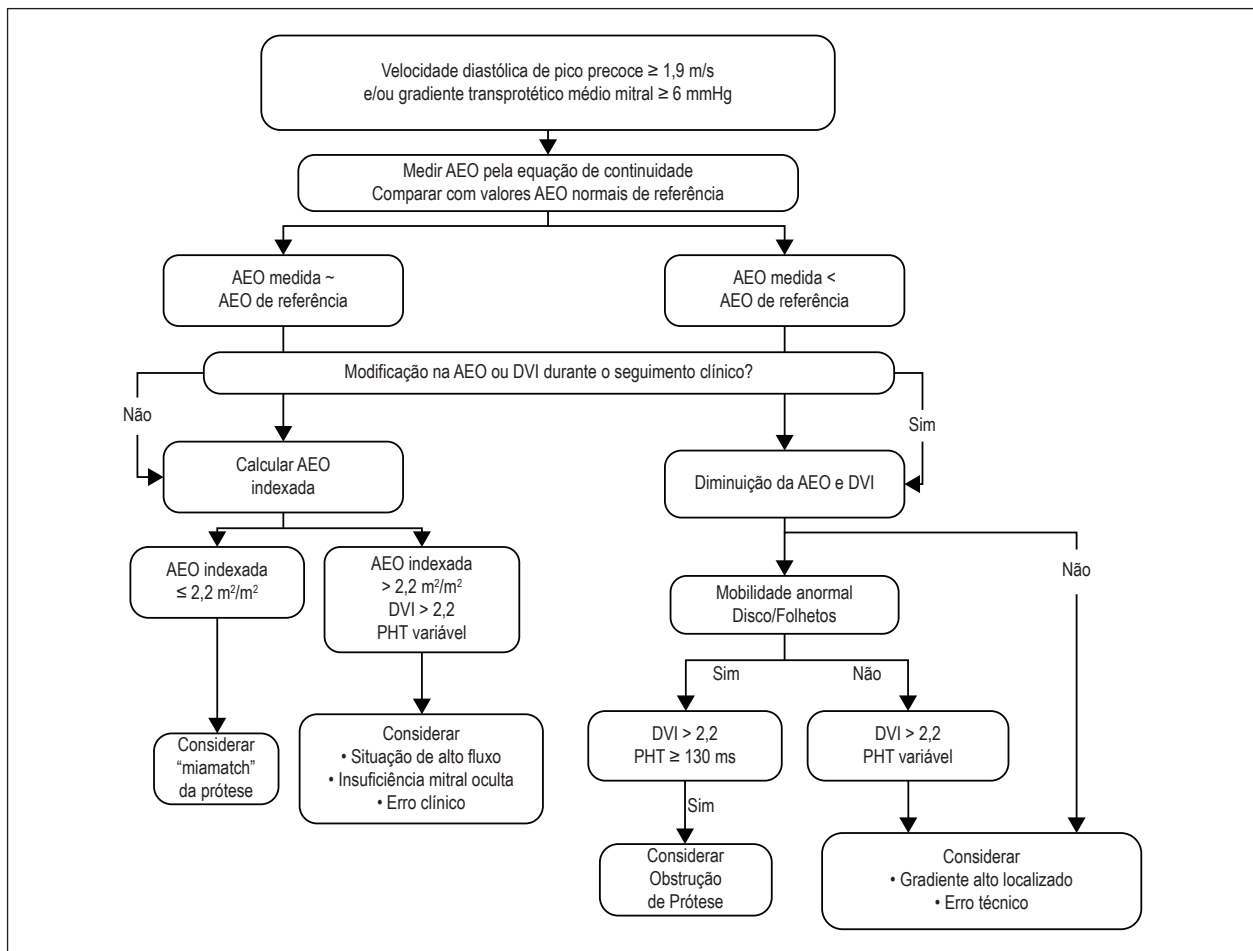 Velocidade diastólica de pico precoce ≥ 1,9 m/s
e/ou gradiente transprotético médio mitral ≥ 6 mmHg
Medir AEO pela equação de continuidade
Comparar com valores AEO normais de referência
AEO medida ~
AEO de referência
AEO medida <
AEO de referência
Modificação na AEO ou DVI durante o seguimento clínico?
Não
Sim
Calcular AEO
indexada
Diminuição da AEO e DVI
AEO indexada
≤ 2,2 m²/m²
AEO indexada
> 2,2 m²/m²
DVI > 2,2
PHT variável
Mobilidade anormal
Disco/Folhetos
Não
Sim
Não
Considerar
“miamatch”
da prótese
Considerar
• Situação de alto fluxo
• Insuficiência mitral oculta
• Erro clínico
DVI > 2,2
PHT ≥ 130 ms
DVI > 2,2
PHT variável
Sim
Considerar
Obstrução
de Prótese
Considerar
• Gradiente alto localizado
• Erro técnico